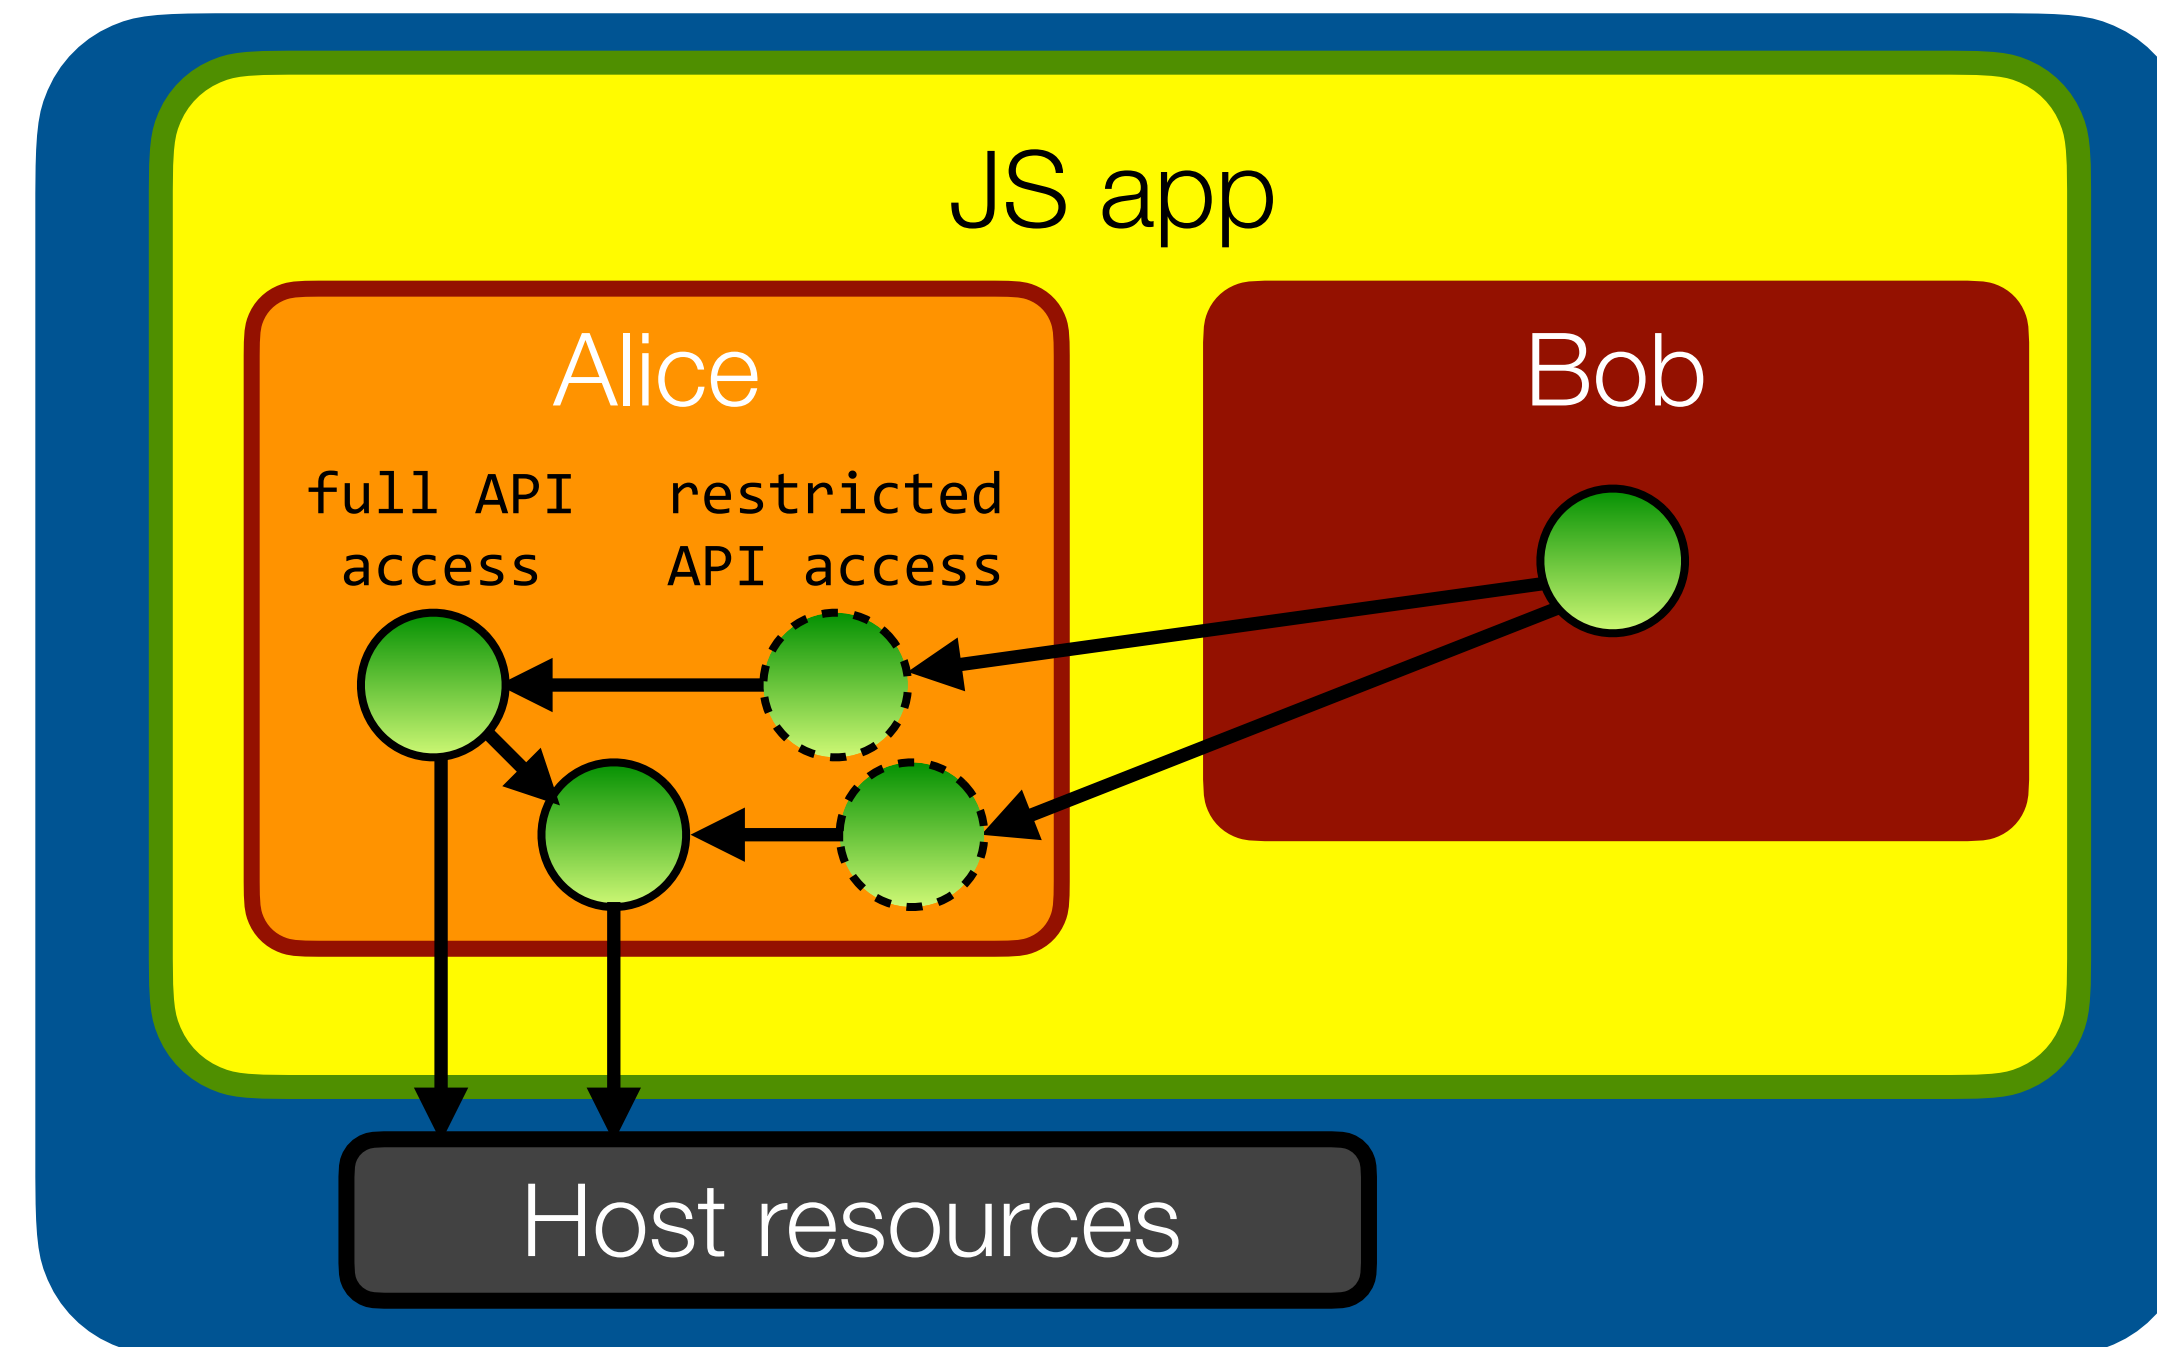 JS app
Alice
Bob
full API
access
restricted
API access
Host resources